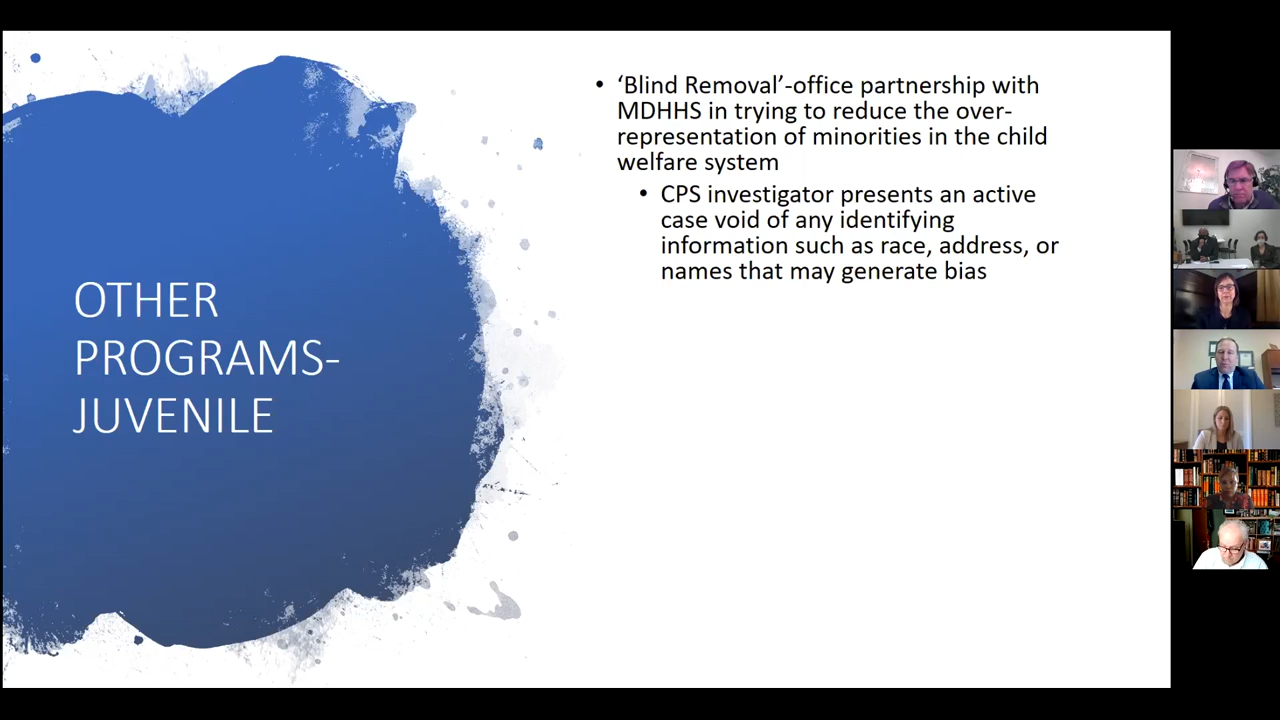 OTHER
PROGRAMS-
JUVENILE
• ‘Blind Removal’-office partnership with
MDHHS in trying to reduce the over-
representation of minorities in the child
welfare system
• CPS investigator presents an active
case void of any identifying
information such as race, address, or
names that may generate bias